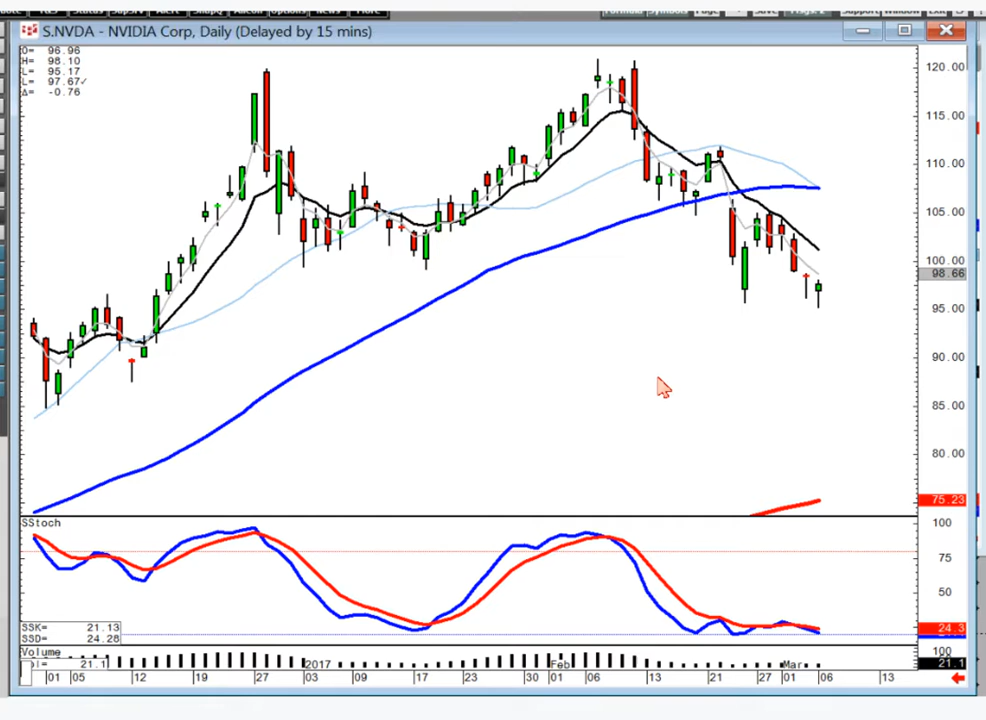 S.NVDA - NVIDIA Corp, Daily (Delayed by 15 mins)
O= 96.96
H= 98.10
L= 95.17
L= 97.67✓
Δ= -0.76
120.00
115.00
110.00
105.00
100.00
98.66
95.00
90.00
85.00
80.00
75.23
SStoch
100
75
50
24.3
SSK= 21.13
SSD= 24.28
Volume
100
21.1
21.1
2017 Feb Mar
01 05 12 19 27 03 09 17 23 30 01 06 13 21 27 01 06 13